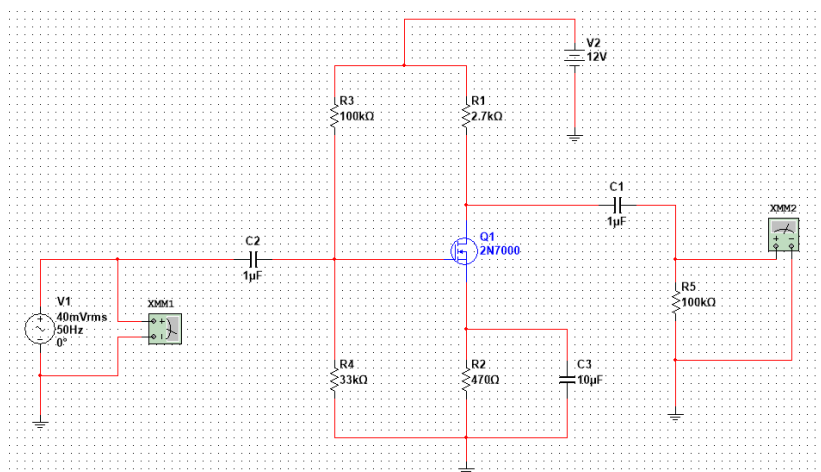 V2
12V
R3
100kΩ
R1
2.7kΩ
C1
1µF
XMM2
Q1
2N7000
C2
1µF
V1
40mVrms
50Hz
0°
XMM1
R5
100kΩ
R4
33kΩ
R2
470Ω
C3
10µF